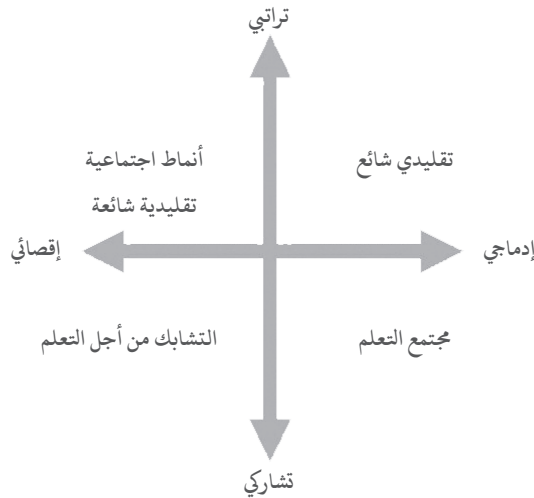 تراتبي
تقليدي شائع
أنماط اجتماعية
تقليدية شائعة
إدماجي
إقصائي
مجتمع التعلم
التشابك من أجل التعلم
تشاركي